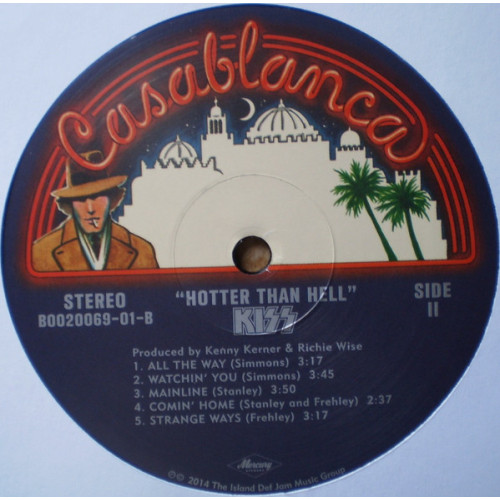 Casablanca
STEREO
B0020069-01-B
"HOTTER THAN HELL"
KISS
SIDE
II
Produced by Kenny Kerner & Richie Wise
1. ALL THE WAY (Simmons) 3:17
2. WATCHIN' YOU (Simmons) 3:45
3. MAINLINE (Stanley) 3:50
4. COMIN' HOME (Stanley and Frehley) 2:37
5. STRANGE WAYS (Frehley) 3:17
Mercury
℗© 2014 The Island Def Jam Music Group